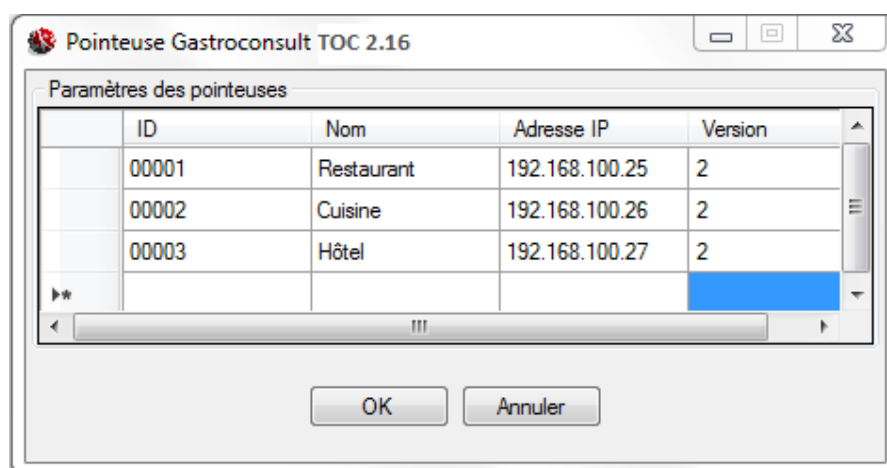 Pointeuse Gastroconsult TOC 2.16
Paramètres des pointeuses
ID Nom Adresse IP Version
00001 Restaurant 192.168.100.25 2
00002 Cuisine 192.168.100.26 2
00003 Hôtel 192.168.100.27 2
OK Annuler